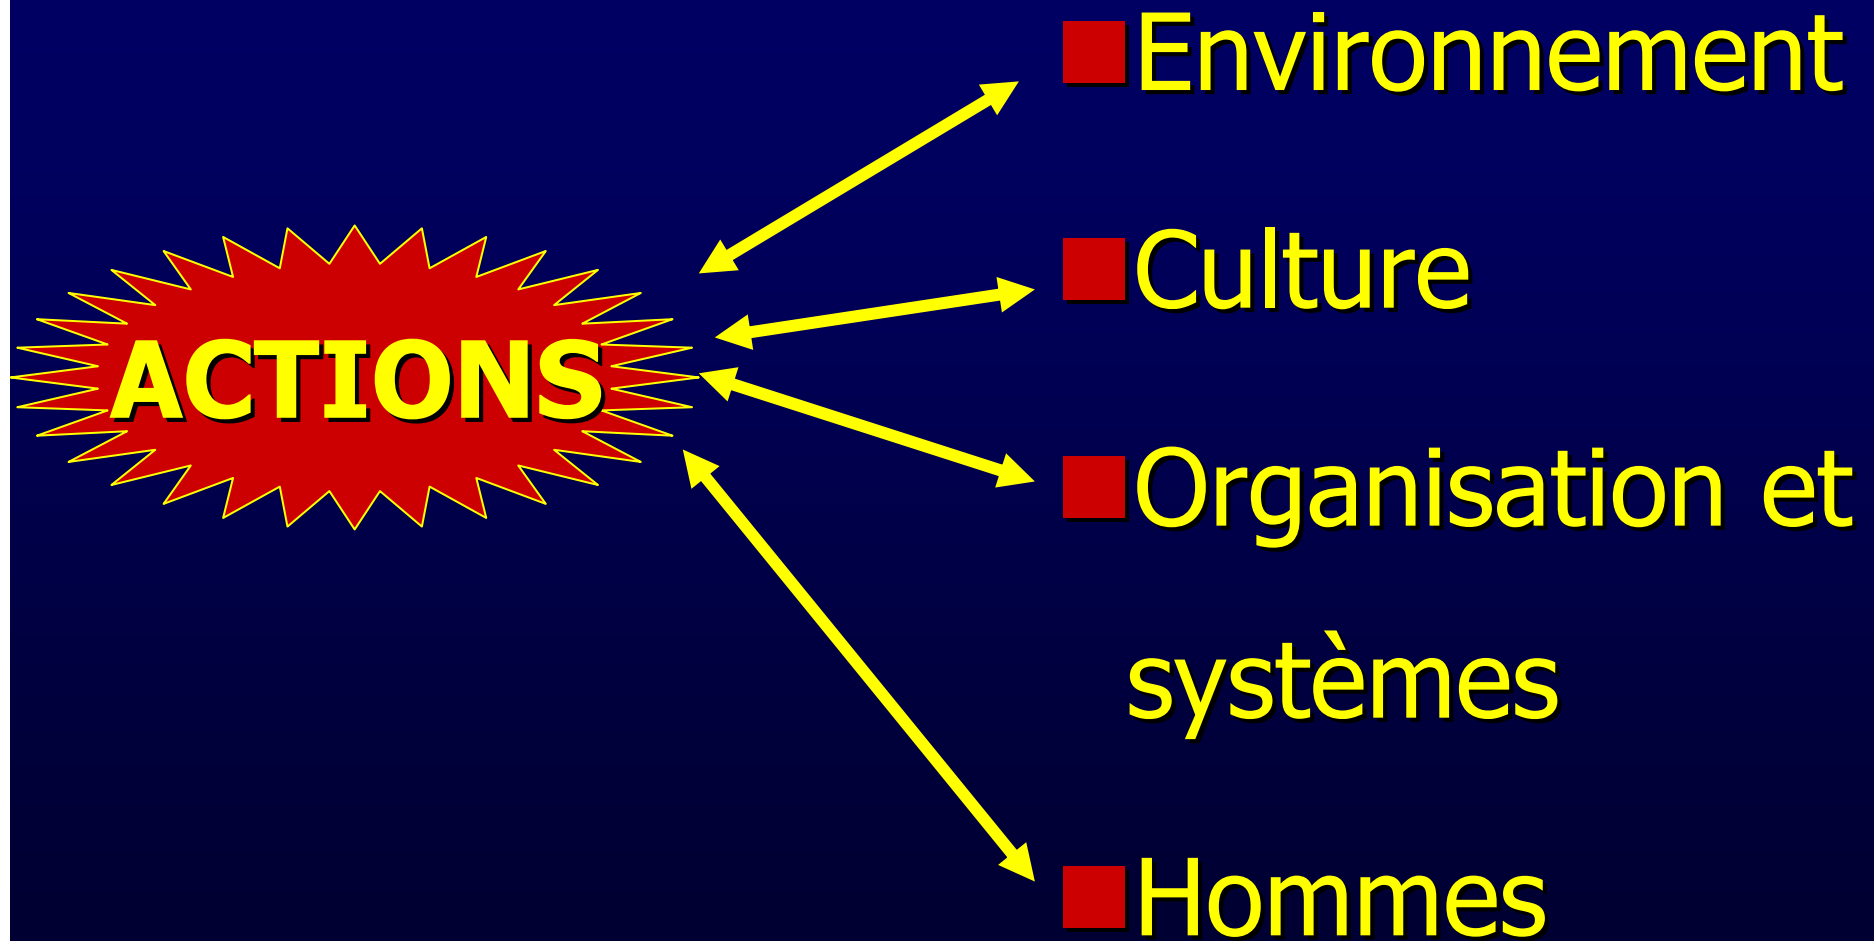 Environnement
Culture
ACTIONS
Organisation et
systèmes
Hommes